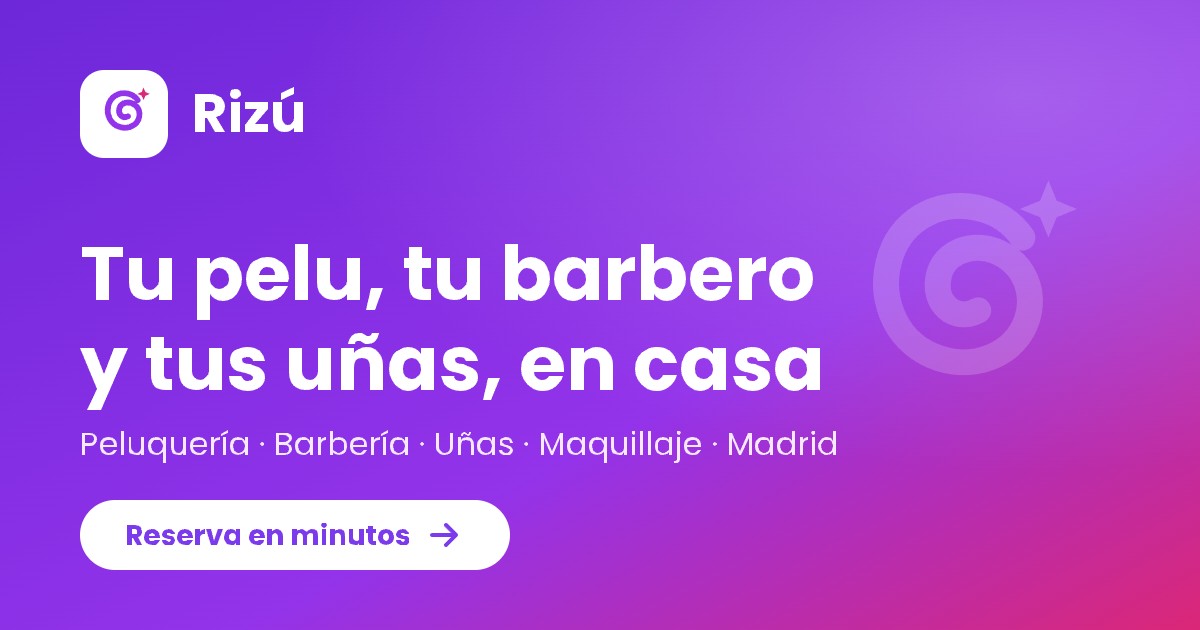 Rizú
Tu pelu, tu barbero
y tus uñas, en casa
Peluquería · Barbería · Uñas · Maquillaje · Madrid
Reserva en minutos →